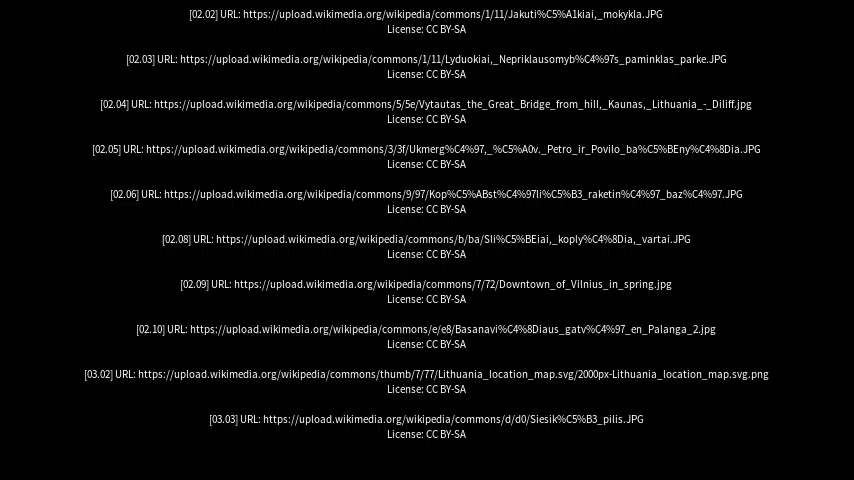 [02.02] URL: https://upload.wikimedia.org/wikipedia/commons/1/11/Jakuti%C5%A1kiai,_mokykla.JPG
License: CC BY-SA
[02.03] URL: https://upload.wikimedia.org/wikipedia/commons/1/11/Lyduokiai,_Nepriklausomyb%C4%97s_paminklas_parke.JPG
License: CC BY-SA
[02.04] URL: https://upload.wikimedia.org/wikipedia/commons/5/5e/Vytautas_the_Great_Bridge_from_hill,_Kaunas,_Lithuania_-_Diliff.jpg
License: CC BY-SA
[02.05] URL: https://upload.wikimedia.org/wikipedia/commons/3/3f/Ukmerg%C4%97,_%C5%A0v._Petro_ir_Povilo_ba%C5%BEny%C4%8Dia.JPG
License: CC BY-SA
[02.06] URL: https://upload.wikimedia.org/wikipedia/commons/9/97/Kop%C5%ABst%C4%97li%C5%B3_raketin%C4%97_baz%C4%97.JPG
License: CC BY-SA
[02.08] URL: https://upload.wikimedia.org/wikipedia/commons/b/ba/Sli%C5%BEiai,_koply%C4%8Dia,_vartai.JPG
License: CC BY-SA
[02.09] URL: https://upload.wikimedia.org/wikipedia/commons/7/72/Downtown_of_Vilnius_in_spring.jpg
License: CC BY-SA
[02.10] URL: https://upload.wikimedia.org/wikipedia/commons/e/e8/Basanavi%C4%8Diaus_gatv%C4%97_en_Palanga_2.jpg
License: CC BY-SA
[03.02] URL: https://upload.wikimedia.org/wikipedia/commons/thumb/7/77/Lithuania_location_map.svg/2000px-Lithuania_location_map.svg.png
License: CC BY-SA
[03.03] URL: https://upload.wikimedia.org/wikipedia/commons/d/d0/Siesik%C5%B3_pilis.JPG
License: CC BY-SA